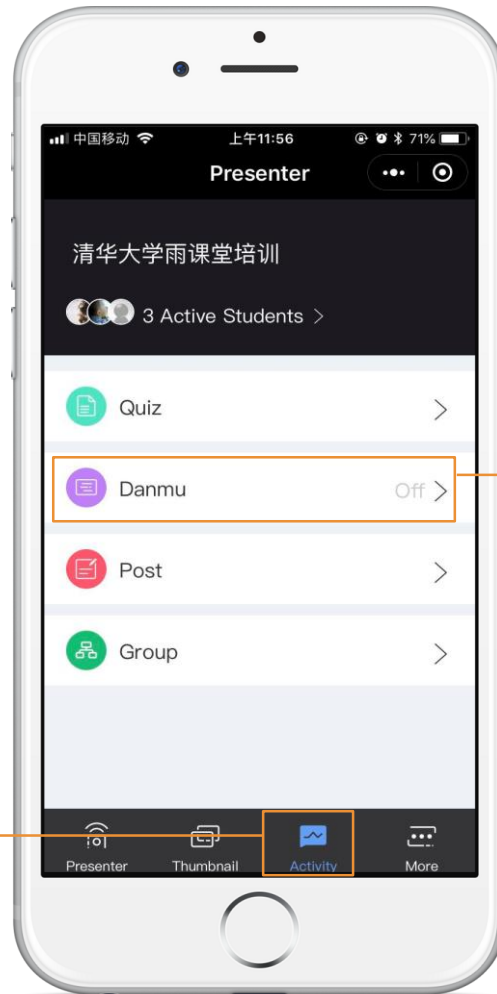 中国移动 上午11:56 71%
Presenter
清华大学雨课堂培训
3 Active Students >
Quiz
Danmu Off
Post
Group
Presenter Thumbnail Activity More